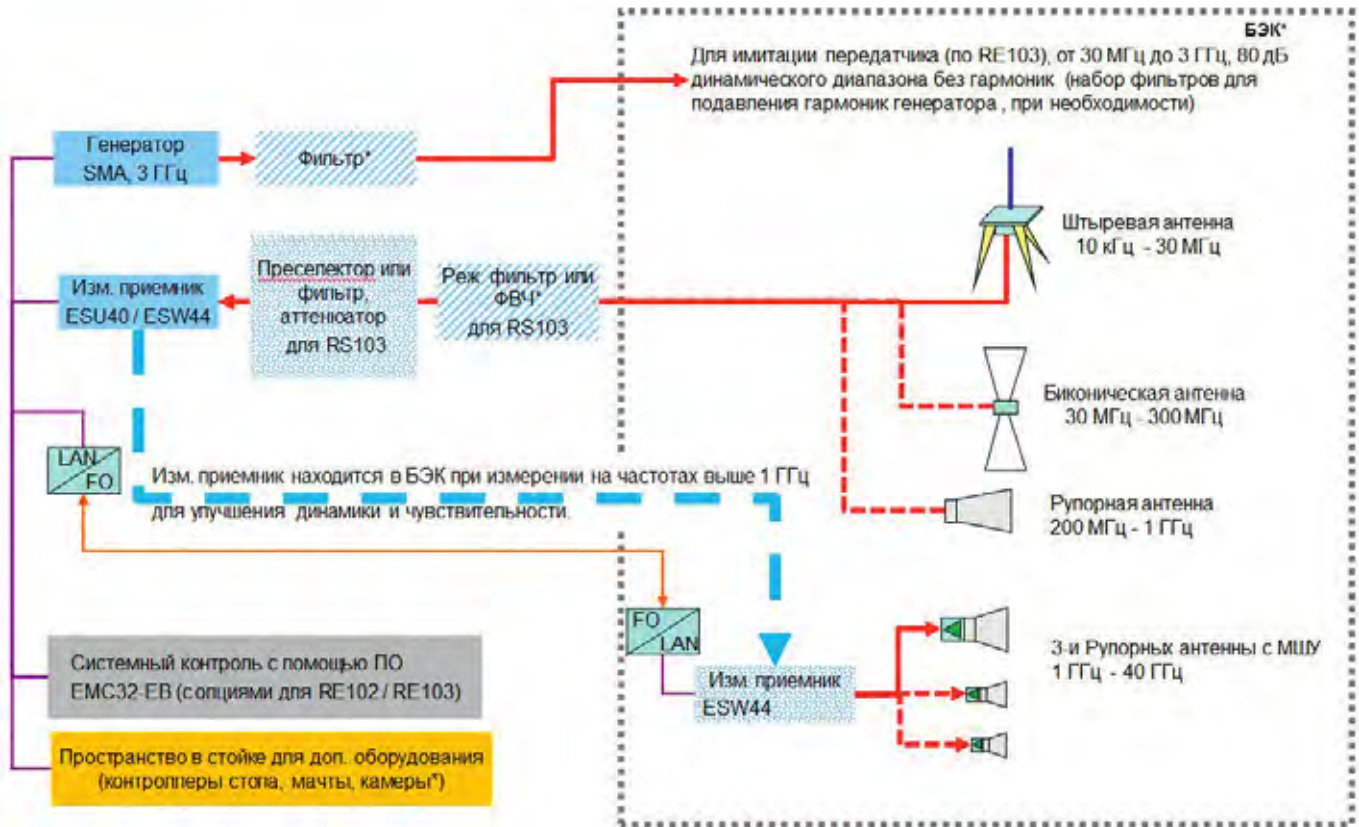 БЭК*
Для имитации передатчика (по RE103), от 30 МГц до 3 ГГц, 80 дБ
динамического диапазона без гармоник (набор фильтров для
подавления гармоник генератора , при необходимости)
Генератор
SMA, 3 ГГц
Фильтр*
Штыревая антенна
10 кГц - 30 МГц
Изм. приемник
ESU40 / ESW44
Преселектор или
фильтр,
аттенюатор
для RS103
Реж. фильтр или
ФВЧ*
для RS103
Биконическая антенна
30 МГц - 300 МГц
LAN
FO
Изм. приемник находится в БЭК при измерении на частотах выше 1 ГГц
для улучшения динамики и чувствительности.
Рупорная антенна
200 МГц - 1 ГГц
FO
LAN
Изм. приемник
ESW44
3-и Рупорных антенны с МШУ
1 ГГц - 40 ГГц
Системный контроль с помощью ПО
EMC32-EB (с опциями для RE102 / RE103)
Пространство в стойке для доп. оборудования
(контроллеры стола, мачты, камеры*)